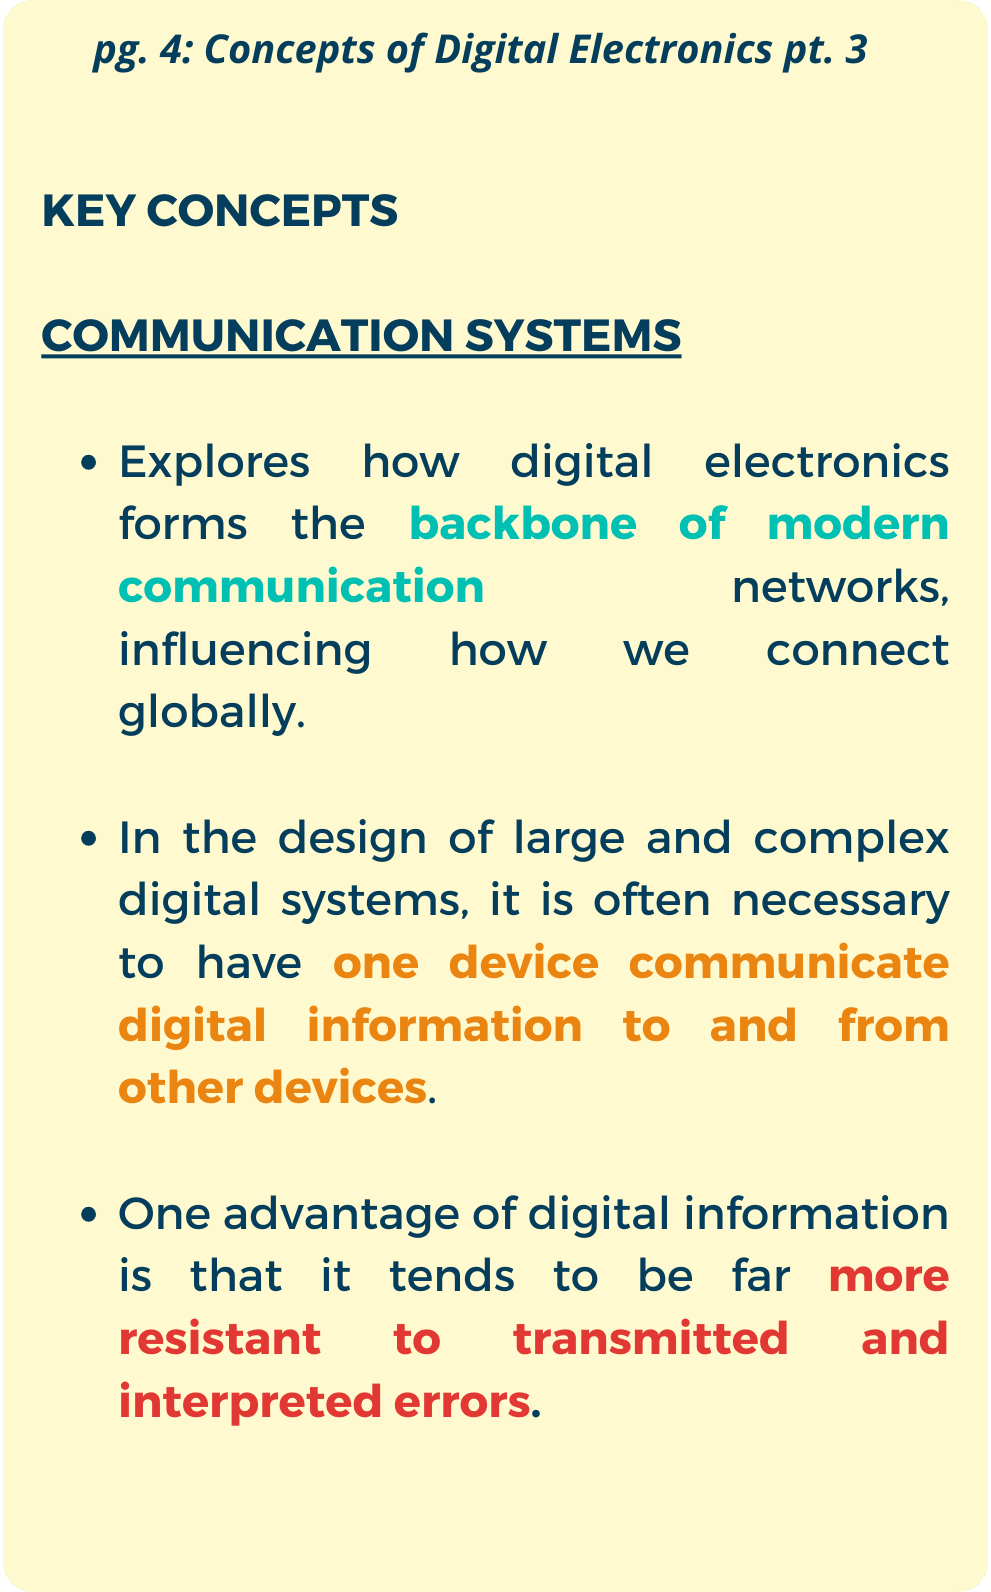 pg. 4: Concepts of Digital Electronics pt. 3
KEY CONCEPTS
COMMUNICATION SYSTEMS
• Explores how digital electronics
forms the backbone of modern
communication networks,
influencing how we connect
globally.
• In the design of large and complex
digital systems, it is often necessary
to have one device communicate
digital information to and from
other devices.
• One advantage of digital information
is that it tends to be far more
resistant to transmitted and
interpreted errors.